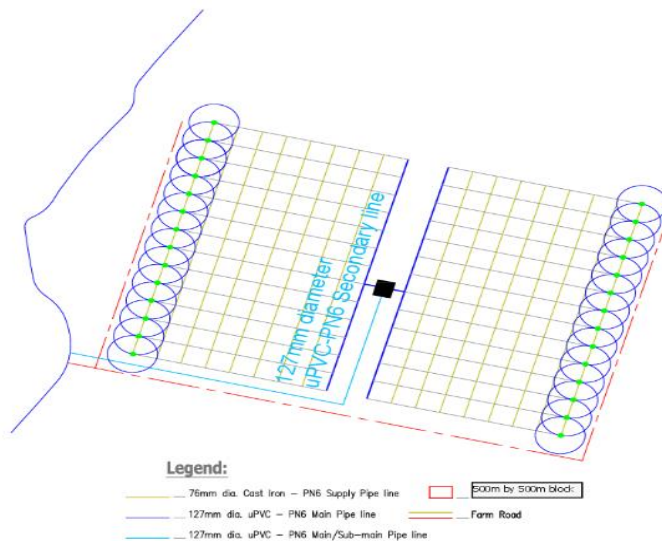 127mm diameter
uPVC-PN6 Secondary line
Legend:
76mm dia. Cast Iron - PN6 Supply Pipe line
500m by 500m block
127mm dia. uPVC - PN6 Main Pipe line
Farm Road
127mm dia. uPVC - PN6 Main/Sub-main Pipe line